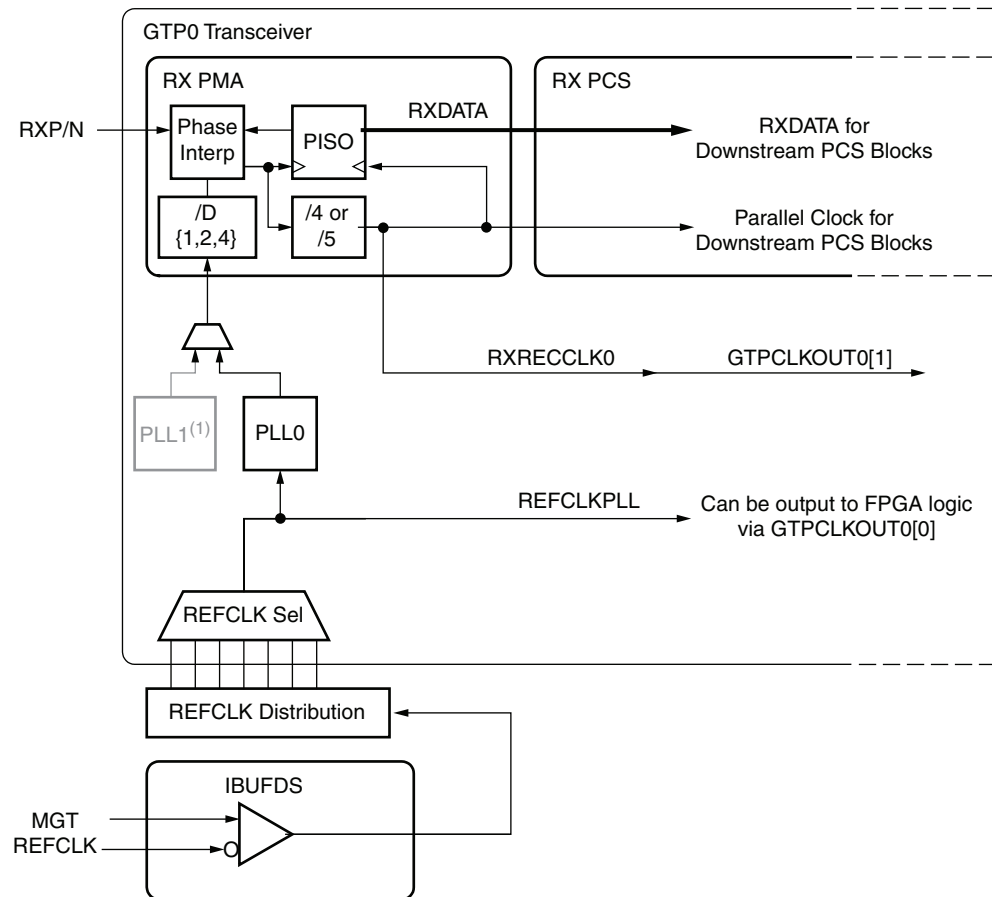 GTP0 Transceiver
RX PMA
RX PCS
RXP/N
Phase
Interp
PISO
RXDATA
RXDATA for
Downstream PCS Blocks
/D
{1,2,4}
/4 or
/5
Parallel Clock for
Downstream PCS Blocks
RXRECCLK0
GTPCLKOUT0[1]
PLL1(1)
PLL0
REFCLKPLL
Can be output to FPGA logic
via GTPCLKOUT0[0]
REFCLK Sel
REFCLK Distribution
IBUFDS
MGT
REFCLK